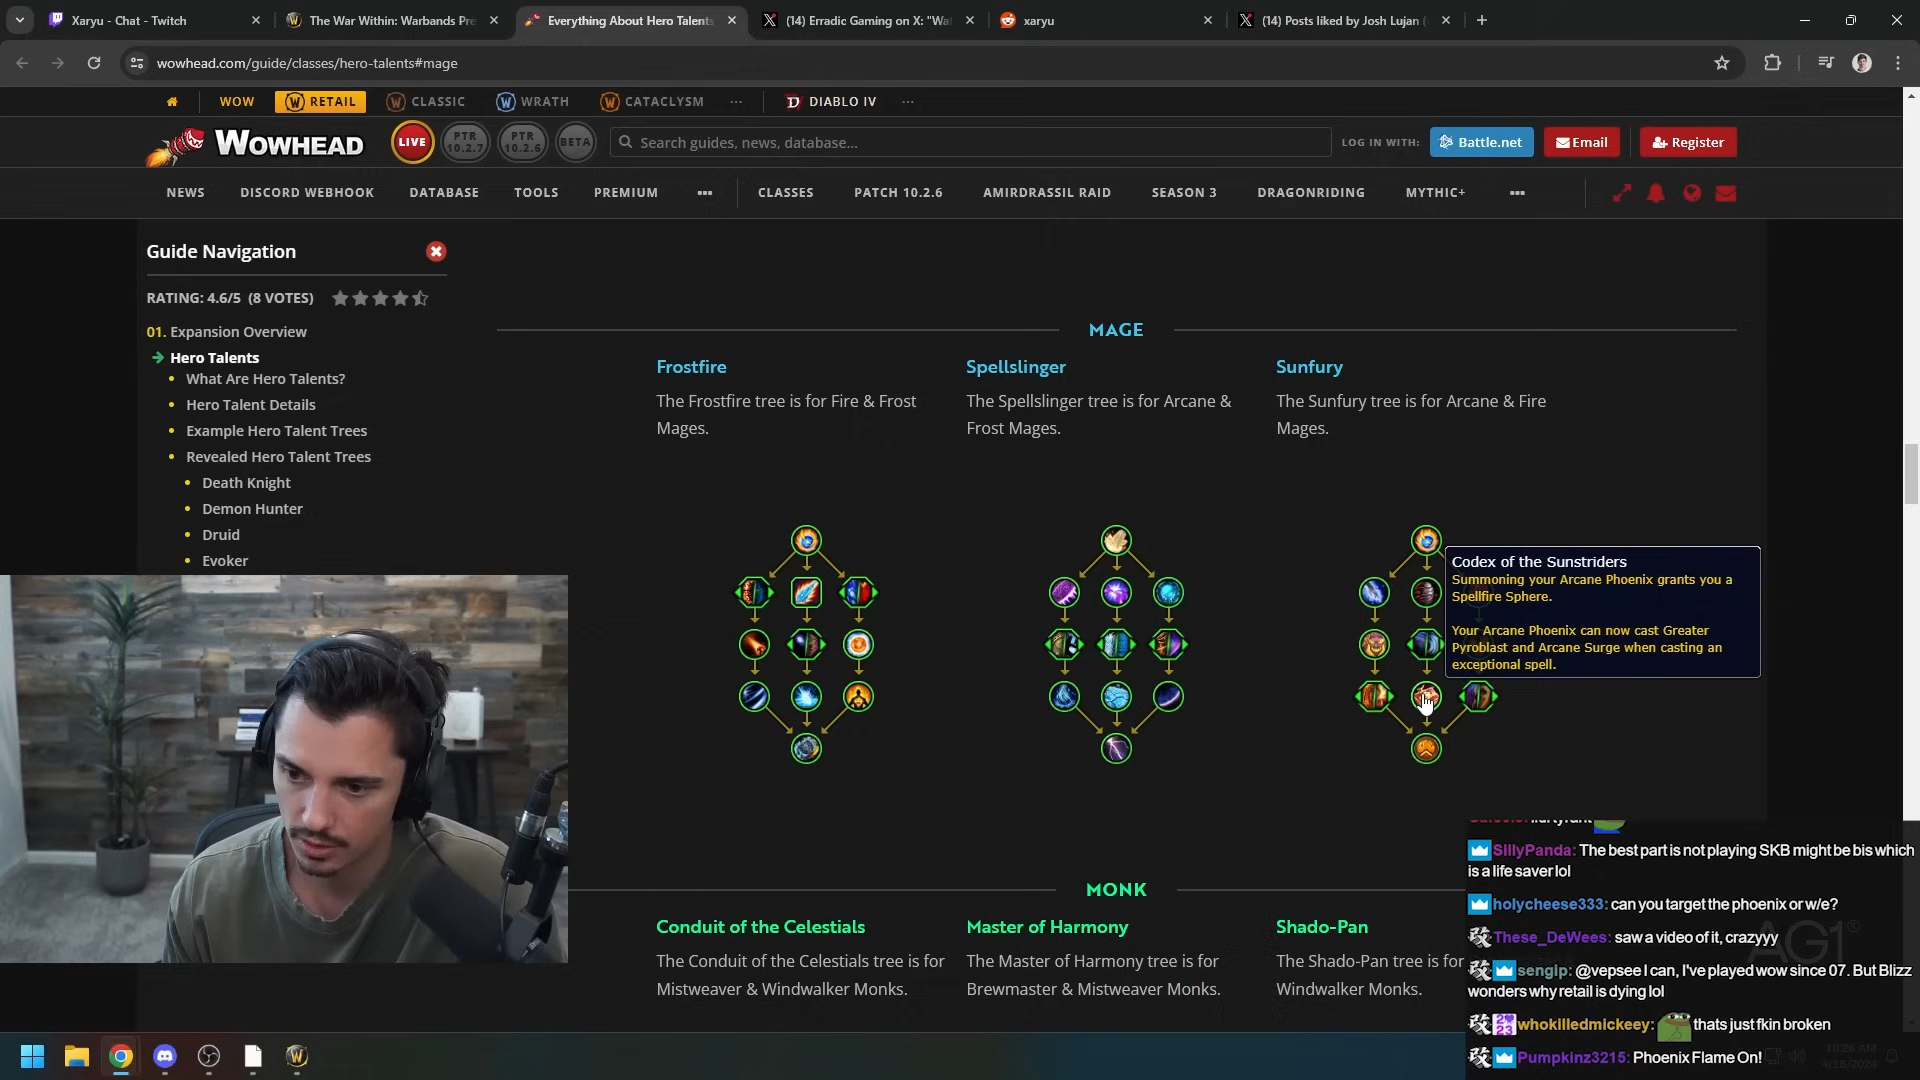 Xaryu - Chat - Twitch
The War Within: Warbands Pre
Everything About Hero Talents
(14) Erradic Gaming on X: "Wat
xaryu
(14) Posts liked by Josh Lujan (
wowhead.com/guide/classes/hero-talents#mage
WOW
RETAIL
CLASSIC
WRATH
CATACLYSM
DIABLO IV
WOWHEAD
LIVE
PTR
10.2.7
PTR
10.2.6
BETA
Search guides, news, database...
LOG IN WITH:
Battle.net
Email
Register
NEWS
DISCORD WEBHOOK
DATABASE
TOOLS
PREMIUM
CLASSES
PATCH 10.2.6
AMIRDRASSIL RAID
SEASON 3
DRAGONRIDING
MYTHIC+
Guide Navigation
RATING: 4.6/5 (8 VOTES)
01. Expansion Overview
Hero Talents
What Are Hero Talents?
Hero Talent Details
Example Hero Talent Trees
Revealed Hero Talent Trees
Death Knight
Demon Hunter
Druid
Evoker
MAGE
Frostfire
The Frostfire tree is for Fire & Frost
Mages.
Spellslinger
The Spellslinger tree is for Arcane &
Frost Mages.
Sunfury
The Sunfury tree is for Arcane & Fire
Mages.
Codex of the Sunstriders
Summoning your Arcane Phoenix grants you a
Spellfire Sphere.
Your Arcane Phoenix can now cast Greater
Pyroblast and Arcane Surge when casting an
exceptional spell.
MONK
Conduit of the Celestials
The Conduit of the Celestials tree is for
Mistweaver & Windwalker Monks.
Master of Harmony
The Master of Harmony tree is for
Brewmaster & Mistweaver Monks.
Shado-Pan
The Shado-Pan tree is for
Windwalker Monks.
SillyPanda: The best part is not playing SKB might be bis which
is a life saver lol
holycheese333: can you target the phoenix or w/e?
These_DeWees: saw a video of it, crazyyy
sengip: @vepsee I can, I've played wow since 07. But Blizz
wonders why retail is dying lol
whokilledmickeey: thats just fkin broken
Pumpkinz3215: Phoenix Flame On!
AG1
10:26 AM
4/16/2024